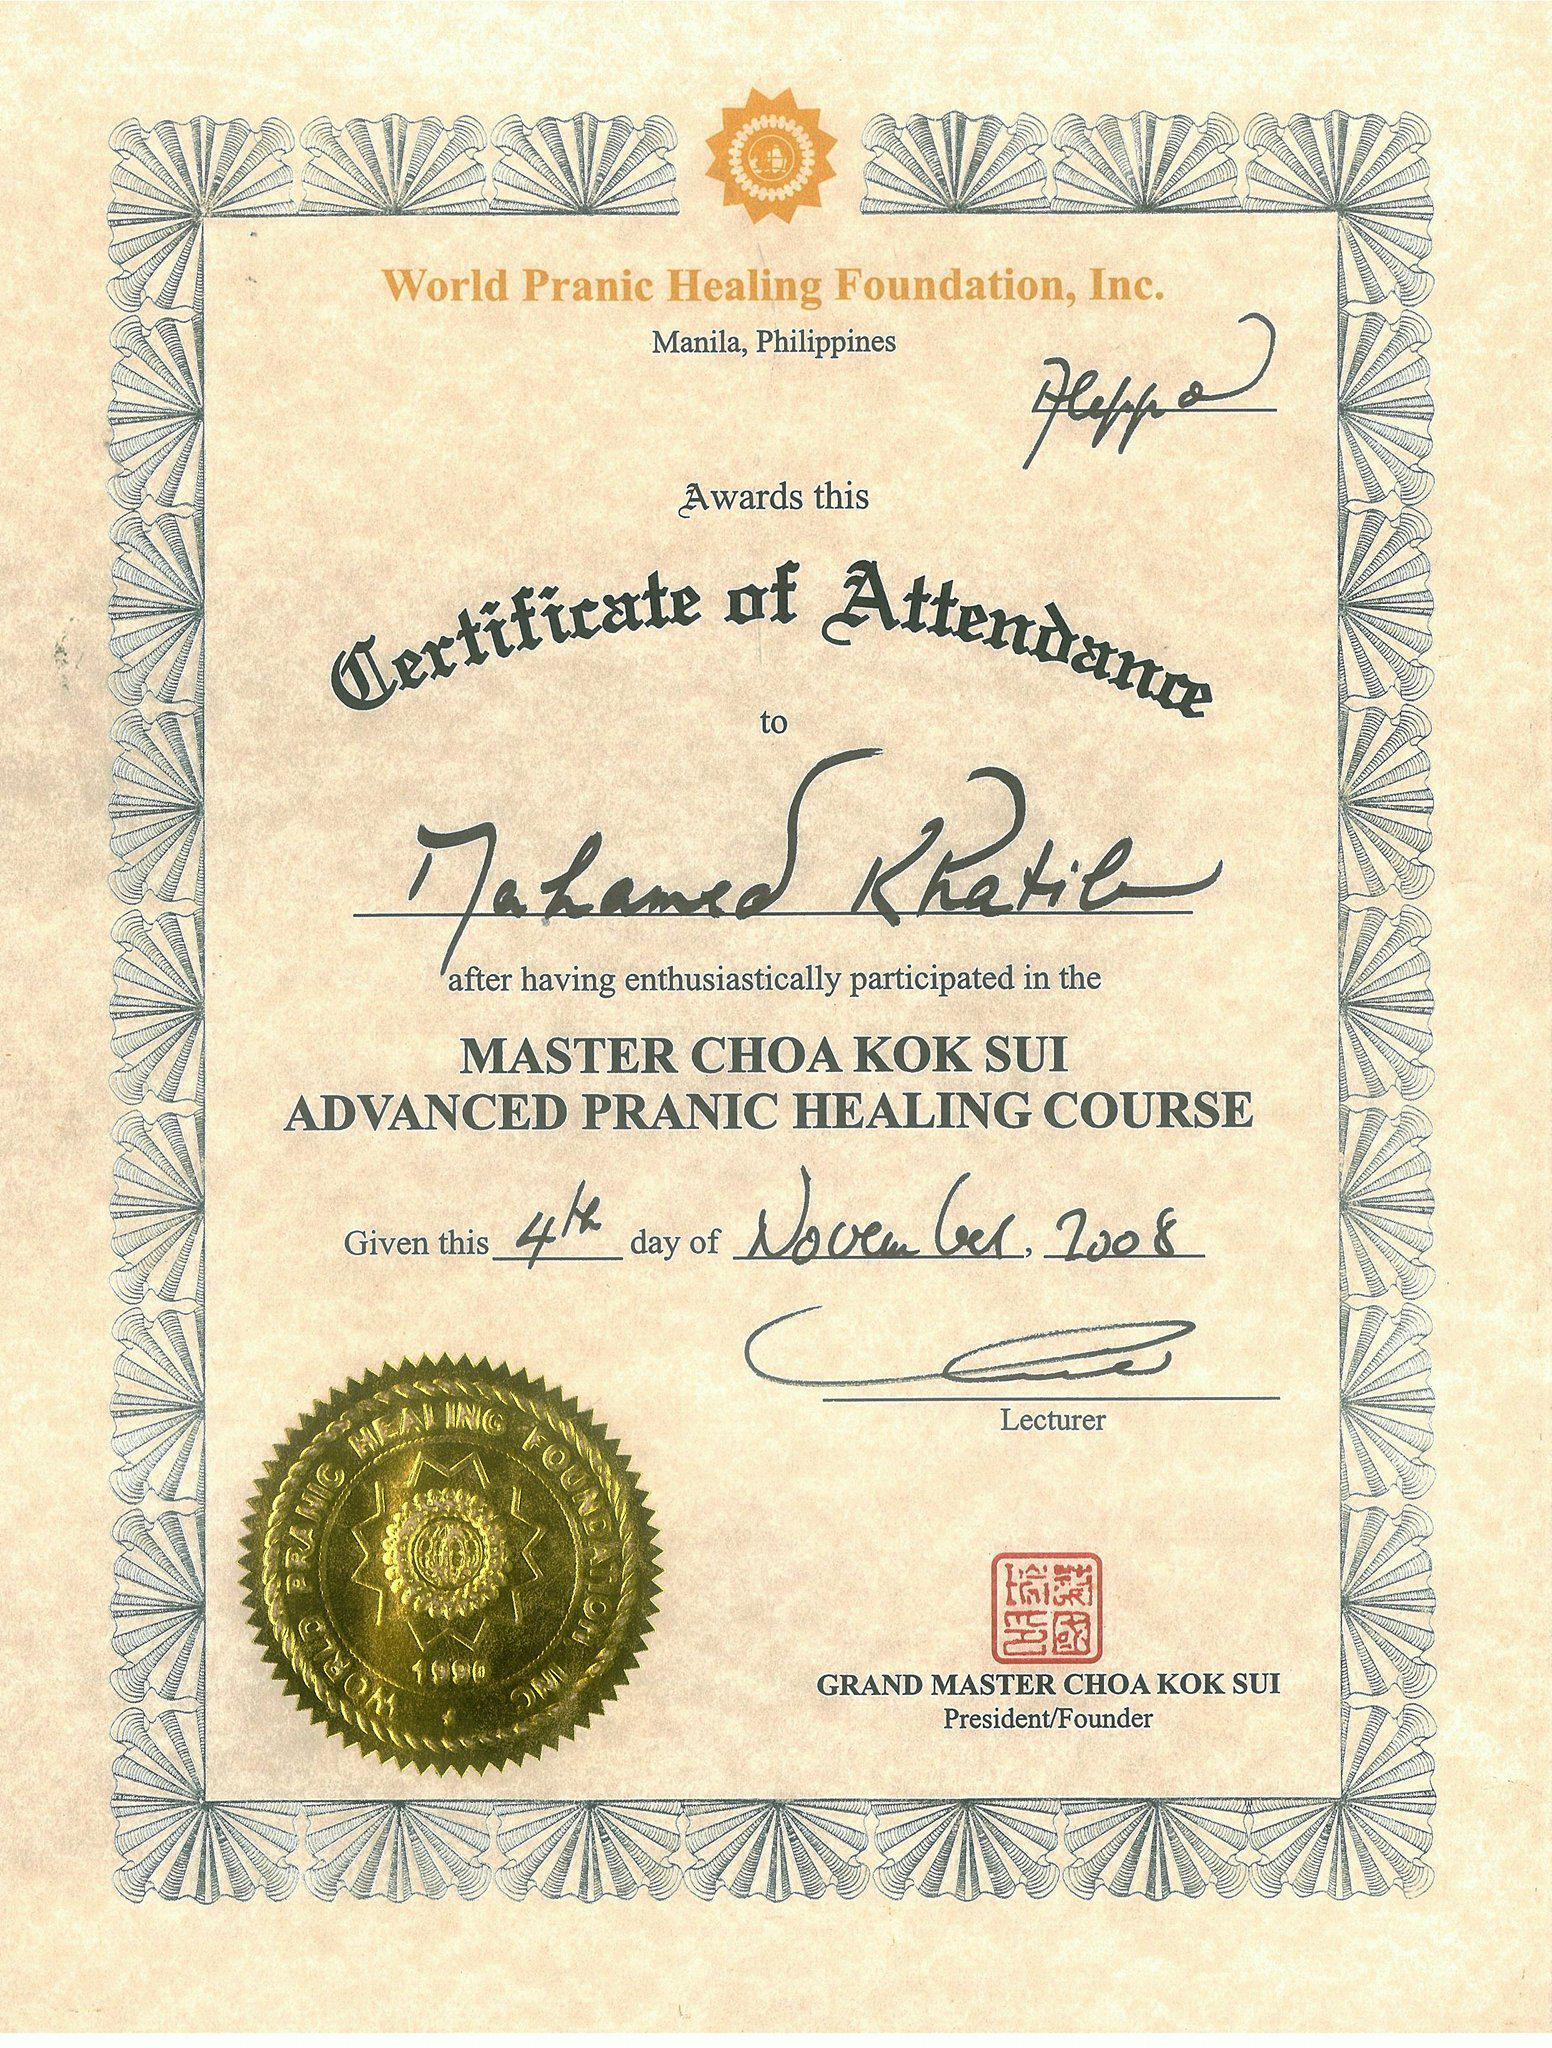 World Pranic Healing Foundation, Inc.
Manila, Philippines
Aleppo
Awards this
Certificate of Attendance
to
Mohamed Khatib
after having enthusiastically participated in the
MASTER CHOA KOK SUI
ADVANCED PRANIC HEALING COURSE
Given this 4th day of November, 2008
Lecturer
WORLD PRANIC HEALING FOUNDATION, INC
1990
GRAND MASTER CHOA KOK SUI
President/Founder